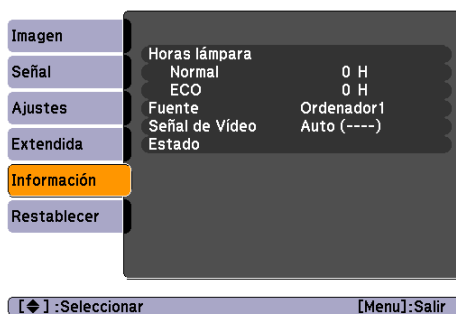 Imagen
Señal
Ajustes
Extendida
Información
Restablecer
Horas lámpara
Normal 0 H
ECO 0 H
Fuente Ordenador1
Señal de Vídeo Auto (----)
Estado
[◆] :Seleccionar [Menu]:Salir